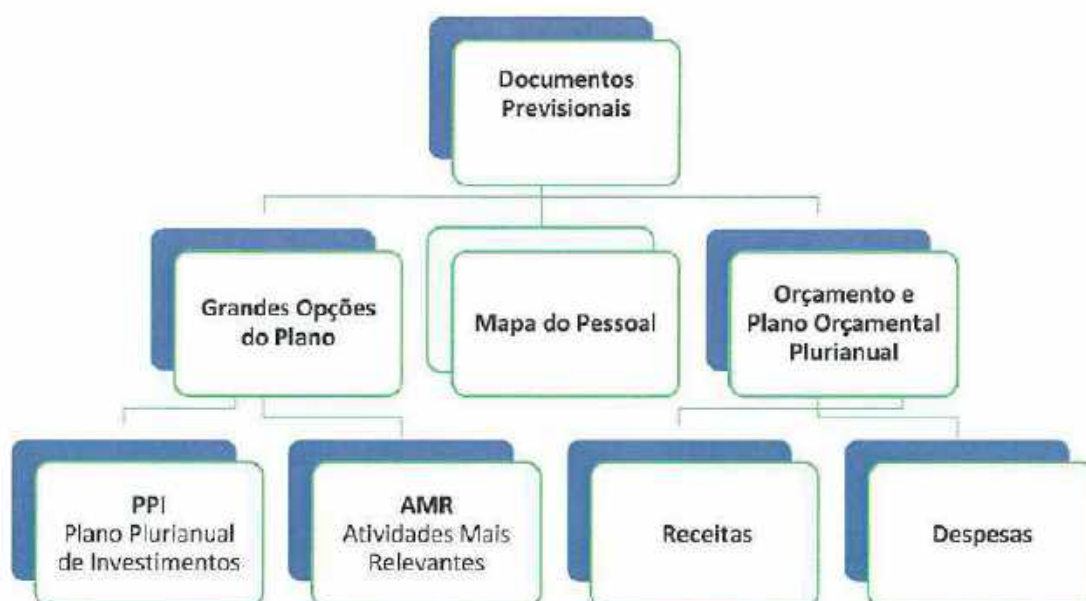 Documentos
Previsionais
Grandes Opções
do Plano
Mapa do Pessoal
Orçamento e
Plano Orçamental
Plurianual
PPI
Plano Plurianual
de Investimentos
AMR
Atividades Mais
Relevantes
Receitas
Despesas